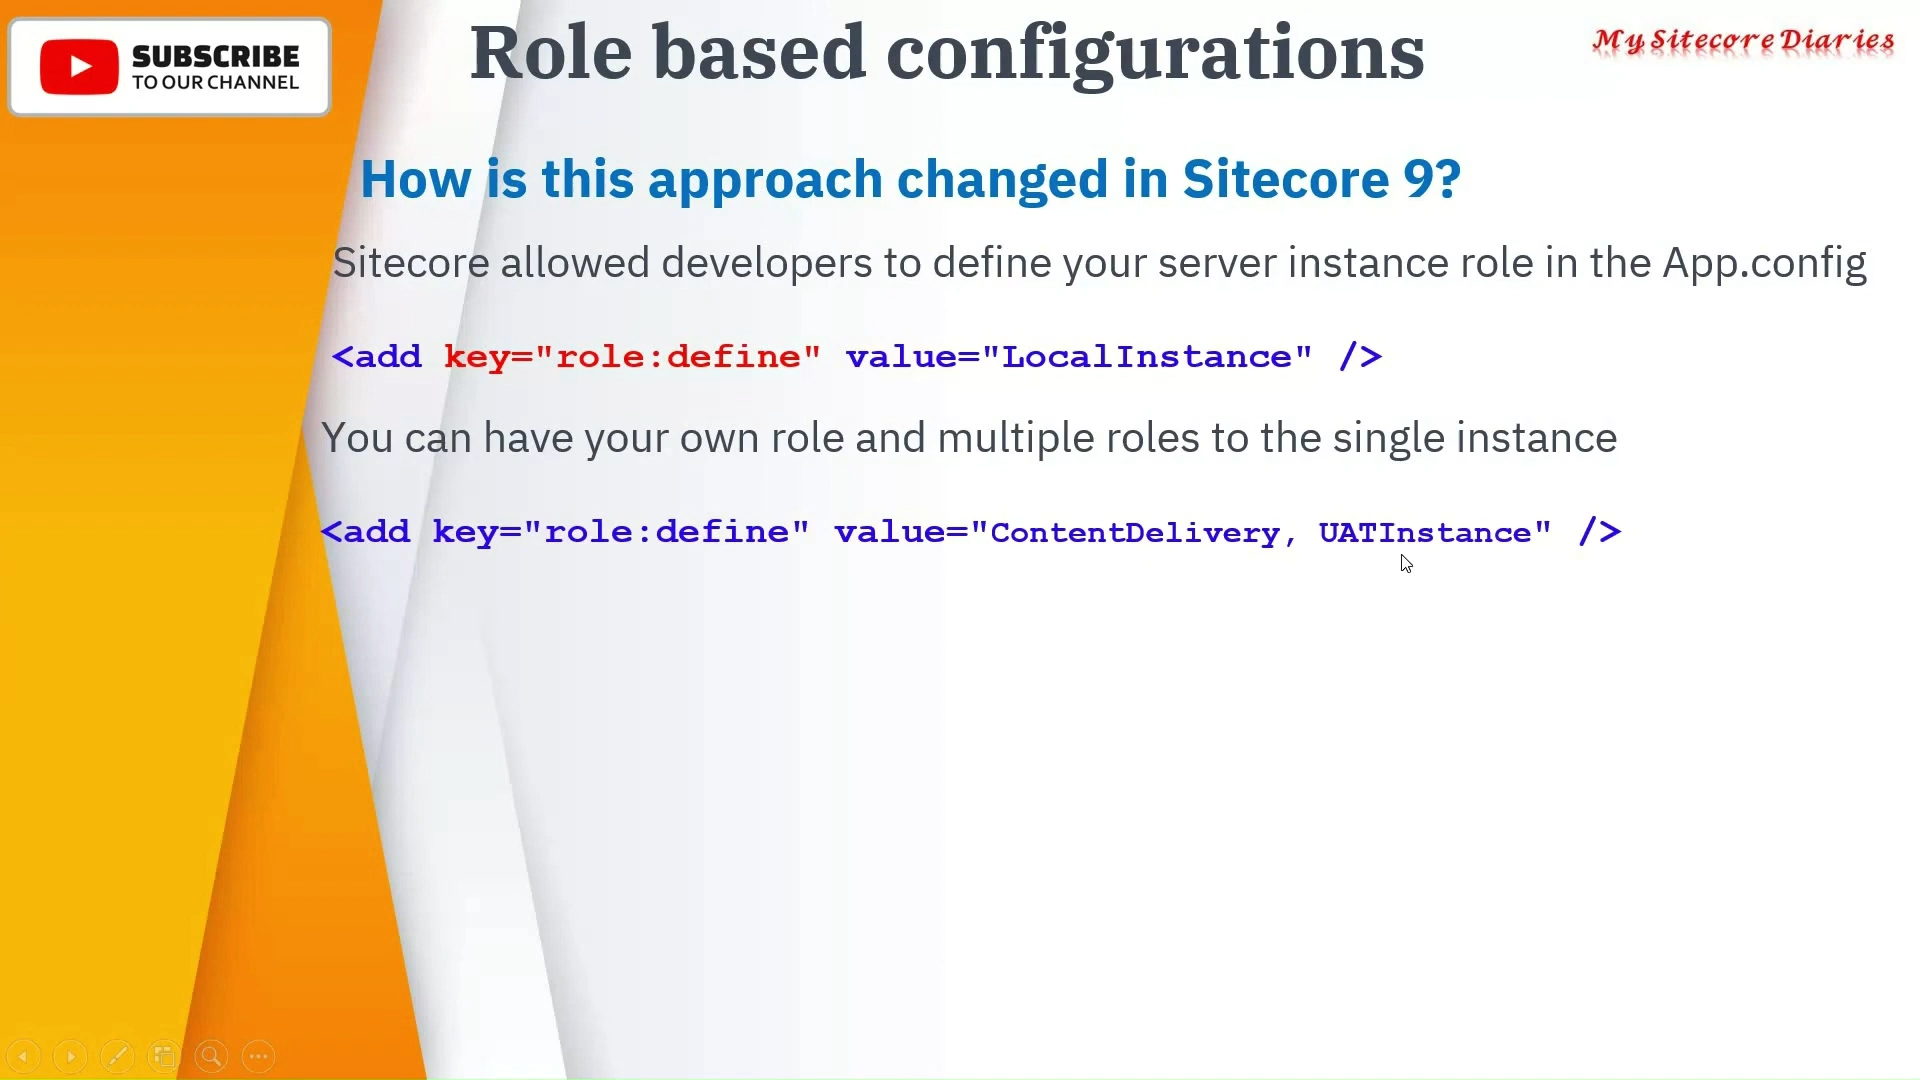 SUBSCRIBE
TO OUR CHANNEL
Role based configurations
My Sitecore Diaries
How is this approach changed in Sitecore 9?
Sitecore allowed developers to define your server instance role in the App.config
<add key="role:define" value="LocalInstance" />
You can have your own role and multiple roles to the single instance
<add key="role:define" value="ContentDelivery, UATInstance" />